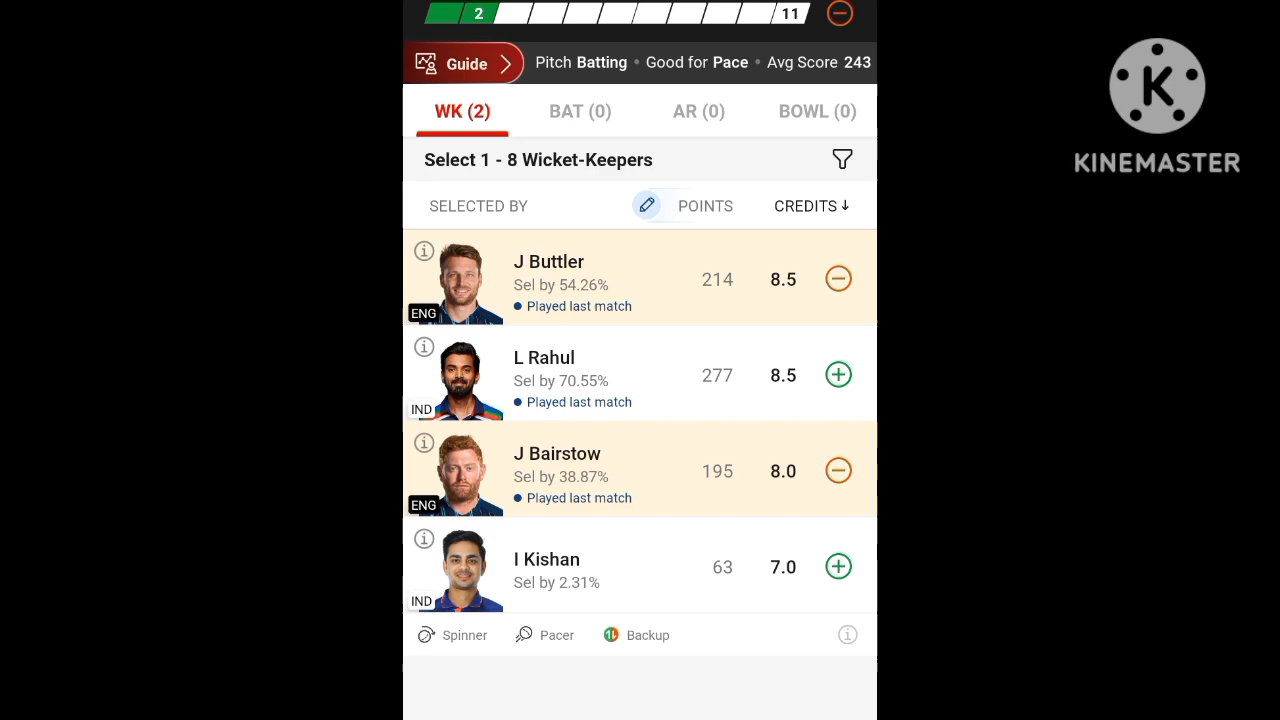 2 11
Guide Pitch Batting • Good for Pace • Avg Score 243
WK (2) BAT (0) AR (0) BOWL (0)
Select 1 - 8 Wicket-Keepers
SELECTED BY POINTS CREDITS ↓
J Buttler
Sel by 54.26% 214 8.5
Played last match
ENG
L Rahul
Sel by 70.55% 277 8.5
Played last match
IND
J Bairstow
Sel by 38.87% 195 8.0
Played last match
ENG
I Kishan
Sel by 2.31% 63 7.0
IND
Spinner Pacer Backup
K
KINEMASTER